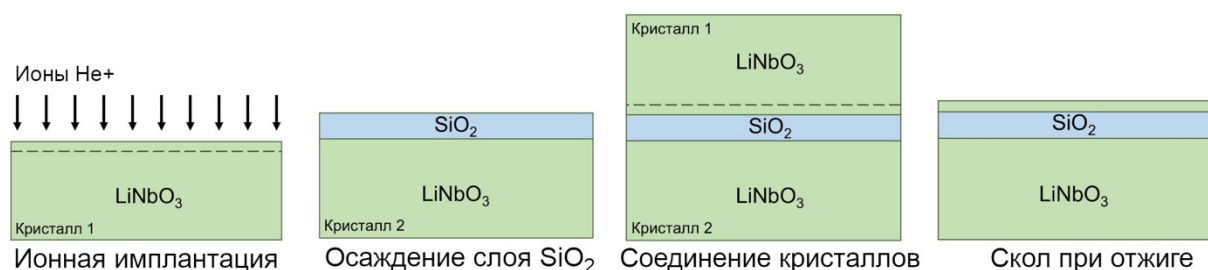 Ионы He+
LiNbO3
Кристалл 1
Ионная имплантация
SiO2
LiNbO3
Кристалл 2
Осаждение слоя SiO2
Кристалл 1
LiNbO3
SiO2
LiNbO3
Кристалл 2
Соединение кристаллов
SiO2
LiNbO3
Скол при отжиге